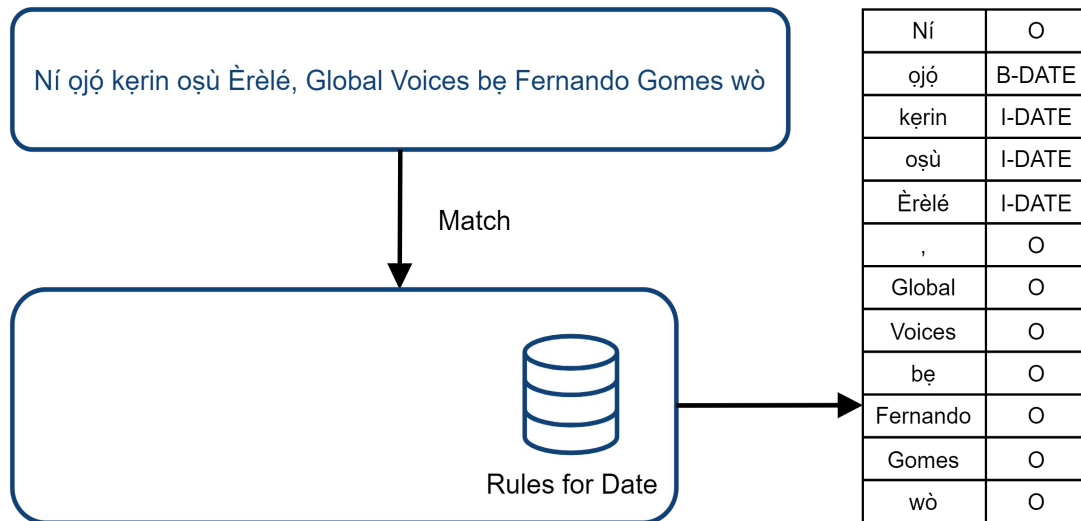 Ní ọjọ́ kẹrin oṣù Èrèlé, Global Voices bẹ Fernando Gomes wò
Match
Rules for Date
Ní O
ọjọ́ B-DATE
kẹrin I-DATE
oṣù I-DATE
Èrèlé I-DATE
, O
Global O
Voices O
bẹ O
Fernando O
Gomes O
wò O